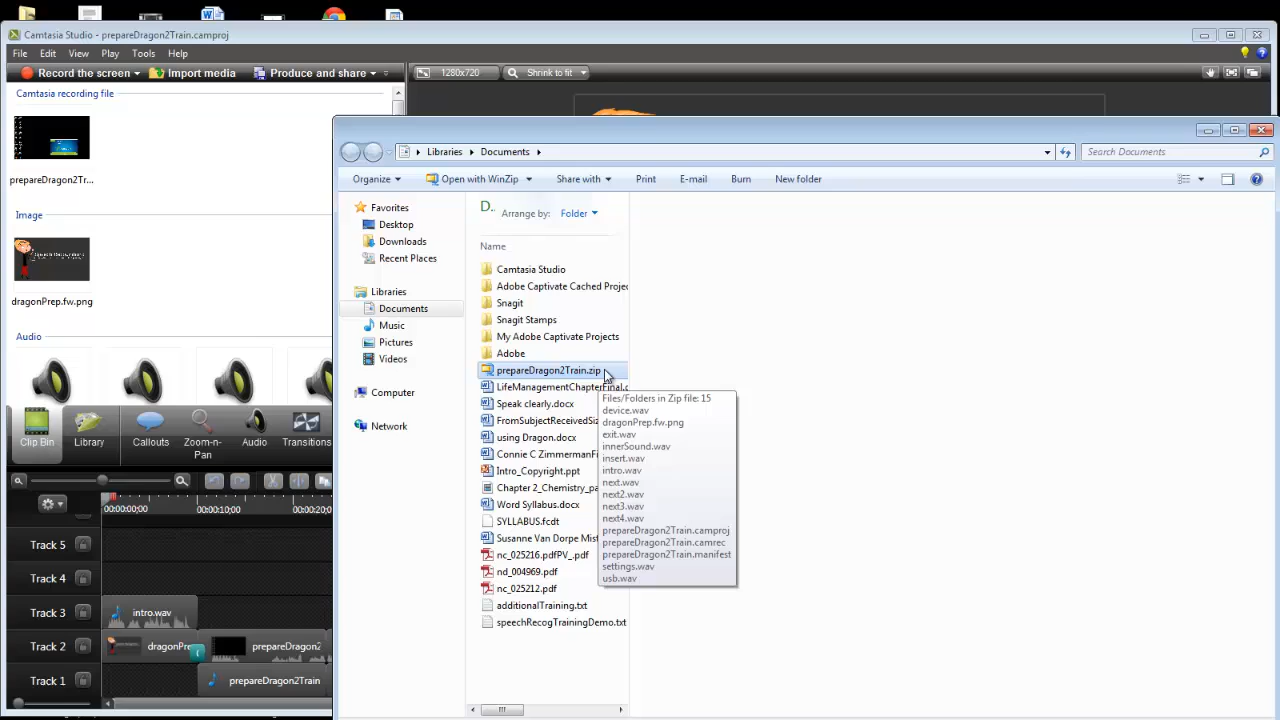 Camtasia Studio - prepareDragon2Train.camproj
File Edit View Play Tools Help
Record the screen Import media Produce and share
1280x720 Shrink to fit
Camtasia recording file
prepareDragon2Tr...
Image
dragonPrep.fw.png
Audio
Clip Bin Library Callouts Zoom-n-Pan Audio Transitions
00:00:00;00 00:00:10;00 00:00:20;0
Track 5
Track 4
Track 3 intro.wav
Track 2 dragonPre prepareDragon2
Track 1 prepareDragon2Train
Libraries Documents
Search Documents
Organize Open with WinZip Share with Print E-mail Burn New folder
Favorites
Desktop
Downloads
Recent Places
Libraries
Documents
Music
Pictures
Videos
Computer
Network
D.. Arrange by: Folder
Name
Camtasia Studio
Adobe Captivate Cached Projec
Snagit
Snagit Stamps
My Adobe Captivate Projects
Adobe
prepareDragon2Train.zip
LifeManagementChapterFinal.p
Speak clearly.docx
FromSubjectReceivedSiz
using Dragon.docx
Connie C ZimmermanFi
Intro_Copyright.ppt
Chapter 2_Chemistry_pa
Word Syllabus.docx
SYLLABUS.fcdt
Susanne Van Dorpe Mist
nc_025216.pdfPV_.pdf
nd_004969.pdf
nc_025212.pdf
additionalTraining.txt
speechRecogTrainingDemo.txt
Files/Folders in Zip file: 15
device.wav
dragonPrep.fw.png
exit.wav
innerSound.wav
insert.wav
intro.wav
next.wav
next2.wav
next3.wav
next4.wav
prepareDragon2Train.camproj
prepareDragon2Train.camrec
prepareDragon2Train.manifest
settings.wav
usb.wav